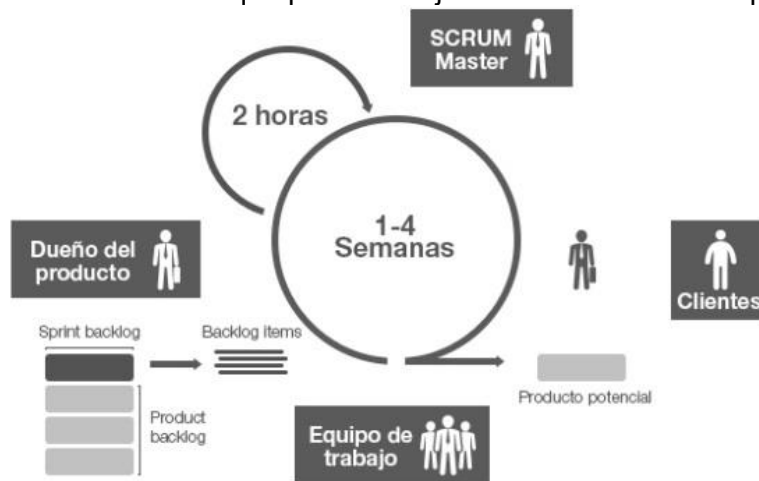 SCRUM
Master
2 horas
1-4
Semanas
Dueño del
producto
Clientes
Sprint backlog
Backlog items
Product
backlog
Producto potencial
Equipo de
trabajo